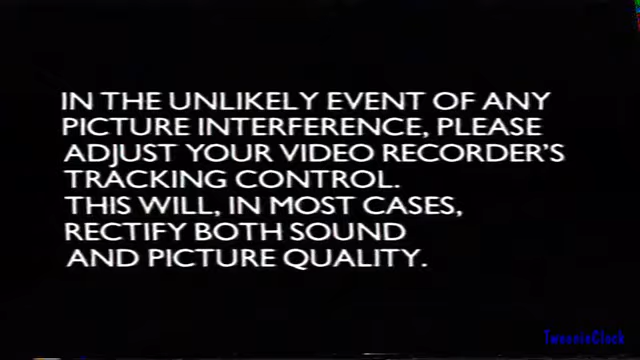 IN THE UNLIKELY EVENT OF ANY
PICTURE INTERFERENCE, PLEASE
ADJUST YOUR VIDEO RECORDER'S
TRACKING CONTROL.
THIS WILL, IN MOST CASES,
RECTIFY BOTH SOUND
AND PICTURE QUALITY.